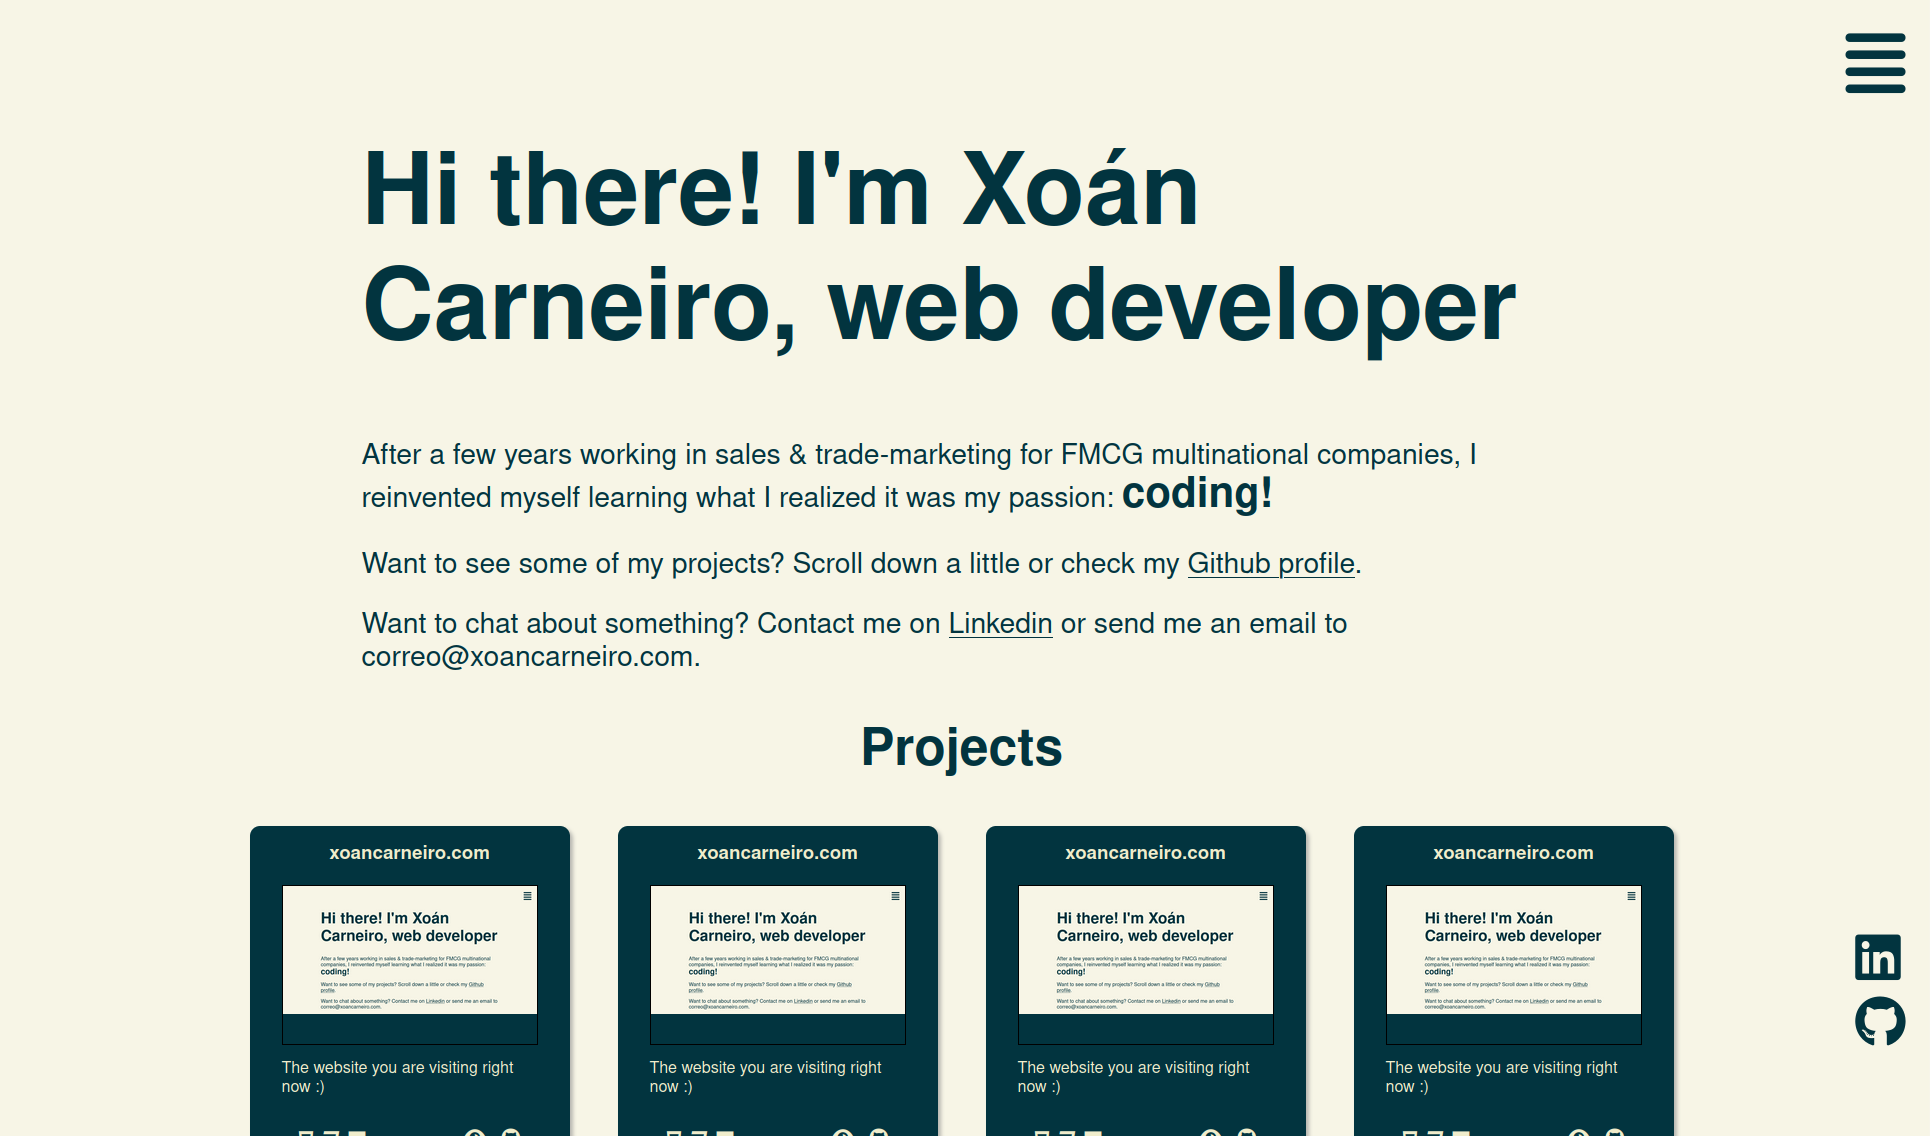 Hi there! I'm Xoán
Carneiro, web developer
After a few years working in sales & trade-marketing for FMCG multinational companies, I
reinvented myself learning what I realized it was my passion: coding!
Want to see some of my projects? Scroll down a little or check my Github profile.
Want to chat about something? Contact me on Linkedin or send me an email to
correo@xoancarneiro.com.
Projects
xoancarneiro.com
Hi there! I'm Xoán
Carneiro, web developer
After a few years working in sales & trade-marketing for FMCG multinational
companies, I reinvented myself learning what I realized it was my passion:
coding!
Want to see some of my projects? Scroll down a little or check my Github
profile.
Want to chat about something? Contact me on Linkedin or send me an email to
correo@xoancarneiro.com.
The website you are visiting right
now :)
xoancarneiro.com
Hi there! I'm Xoán
Carneiro, web developer
After a few years working in sales & trade-marketing for FMCG multinational
companies, I reinvented myself learning what I realized it was my passion:
coding!
Want to see some of my projects? Scroll down a little or check my Github
profile.
Want to chat about something? Contact me on Linkedin or send me an email to
correo@xoancarneiro.com.
The website you are visiting right
now :)
xoancarneiro.com
Hi there! I'm Xoán
Carneiro, web developer
After a few years working in sales & trade-marketing for FMCG multinational
companies, I reinvented myself learning what I realized it was my passion:
coding!
Want to see some of my projects? Scroll down a little or check my Github
profile.
Want to chat about something? Contact me on Linkedin or send me an email to
correo@xoancarneiro.com.
The website you are visiting right
now :)
xoancarneiro.com
Hi there! I'm Xoán
Carneiro, web developer
After a few years working in sales & trade-marketing for FMCG multinational
companies, I reinvented myself learning what I realized it was my passion:
coding!
Want to see some of my projects? Scroll down a little or check my Github
profile.
Want to chat about something? Contact me on Linkedin or send me an email to
correo@xoancarneiro.com.
The website you are visiting right
now :)
in